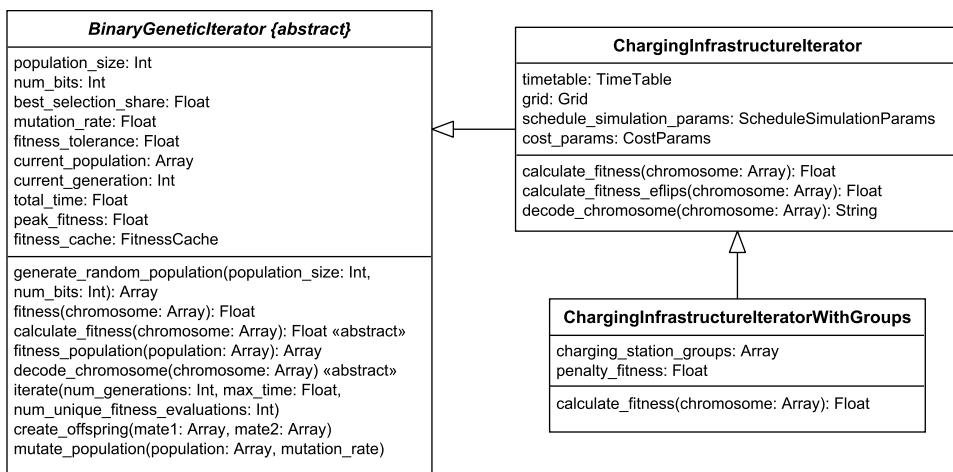 BinaryGeneticIterator {abstract}
population_size: Int
num_bits: Int
best_selection_share: Float
mutation_rate: Float
fitness_tolerance: Float
current_population: Array
current_generation: Int
total_time: Float
peak_fitness: Float
fitness_cache: FitnessCache
generate_random_population(population_size: Int,
num_bits: Int): Array
fitness(chromosome: Array): Float
calculate_fitness(chromosome: Array): Float «abstract»
fitness_population(population: Array): Array
decode_chromosome(chromosome: Array) «abstract»
iterate(num_generations: Int, max_time: Float,
num_unique_fitness_evaluations: Int)
create_offspring(mate1: Array, mate2: Array)
mutate_population(population: Array, mutation_rate)
ChargingInfrastructureIterator
timetable: TimeTable
grid: Grid
schedule_simulation_params: ScheduleSimulationParams
cost_params: CostParams
calculate_fitness(chromosome: Array): Float
calculate_fitness_eflips(chromosome: Array): Float
decode_chromosome(chromosome: Array): String
ChargingInfrastructureIteratorWithGroups
charging_station_groups: Array
penalty_fitness: Float
calculate_fitness(chromosome: Array): Float